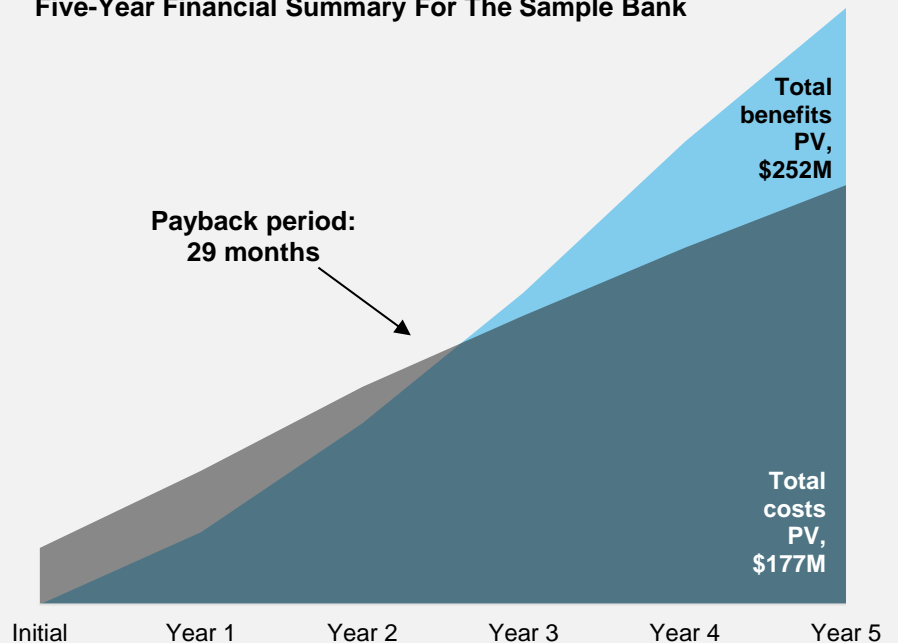 Five-Year Financial Summary For The Sample Bank
Total
benefits
PV,
$252M
Payback period:
29 months
Total
costs
PV,
$177M
Initial Year 1 Year 2 Year 3 Year 4 Year 5